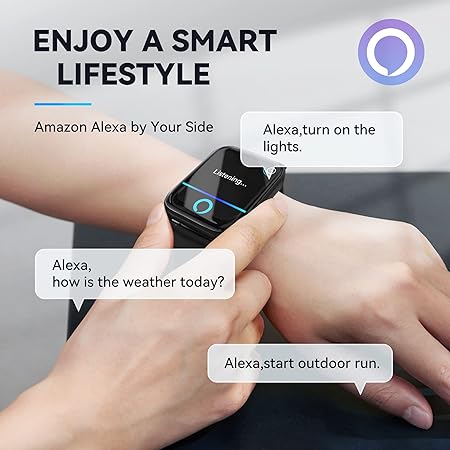 ENJOY A SMART
LIFESTYLE
Amazon Alexa by Your Side
Alexa,turn on the
lights.
Listening...
Alexa,
how is the weather today?
Alexa,start outdoor run.